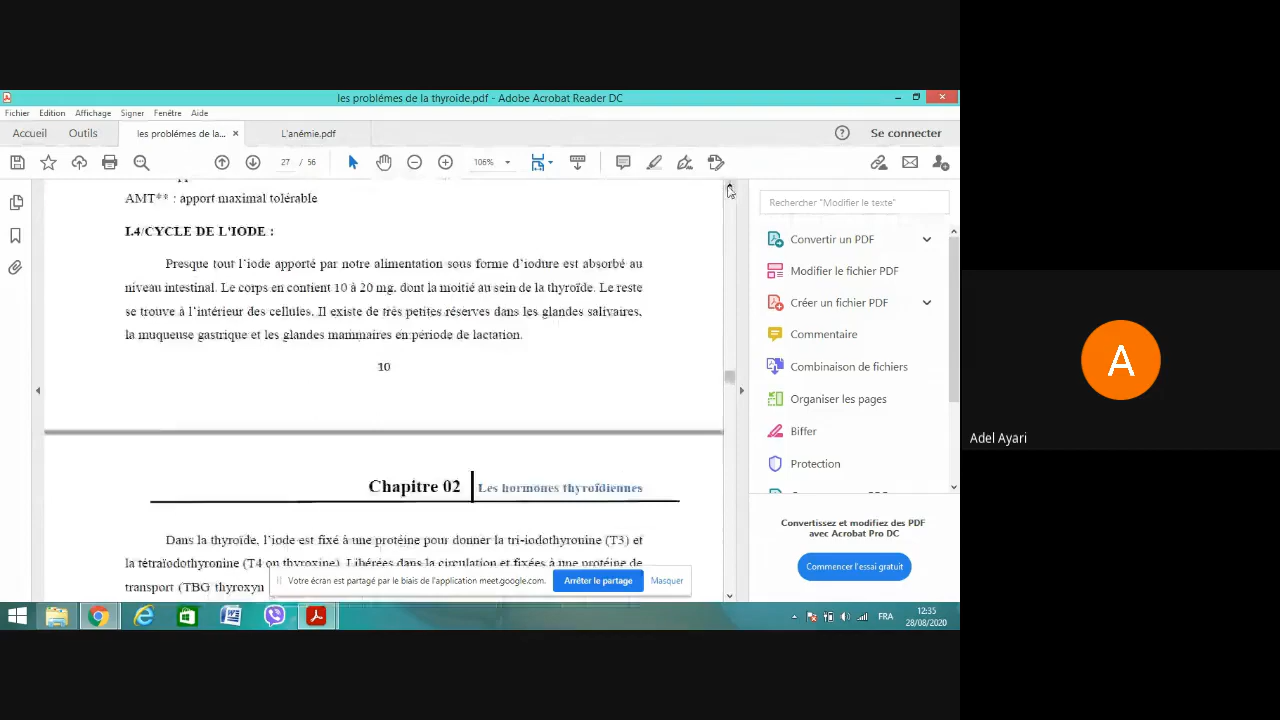 les problémes de la thyroide.pdf - Adobe Acrobat Reader DC
Fichier Edition Affichage Signer Fenêtre Aide
Accueil Outils les problémes de la... × L'anémie.pdf Se connecter
27 / 56 106%
AMT** : apport maximal tolérable
I.4/CYCLE DE L'IODE :
Presque tout l'iode apporté par notre alimentation sous forme d'iodure est absorbé au
niveau intestinal. Le corps en contient 10 à 20 mg, dont la moitié au sein de la thyroïde. Le reste
se trouve à l'intérieur des cellules. Il existe de très petites réserves dans les glandes salivaires,
la muqueuse gastrique et les glandes mammaires en période de lactation.
10
Chapitre 02 Les hormones thyroïdiennes
Dans la thyroïde, l'iode est fixé à une protéine pour donner la tri-iodothyronine (T3) et
la tétraïodothyronine (T4 ou thyroxine). Libérées dans la circulation et fixées à une protéine de
transport (TBG thyroxyn
Votre écran est partagé par le biais de l'application meet.google.com. Arrêter le partage Masquer
Rechercher "Modifier le texte"
Convertir un PDF
Modifier le fichier PDF
Créer un fichier PDF
Commentaire
Combinaison de fichiers
Organiser les pages
Biffer
Protection
Convertissez et modifiez des PDF
avec Acrobat Pro DC
Commencer l'essai gratuit
FRA
12:35
28/08/2020
A
Adel Ayari